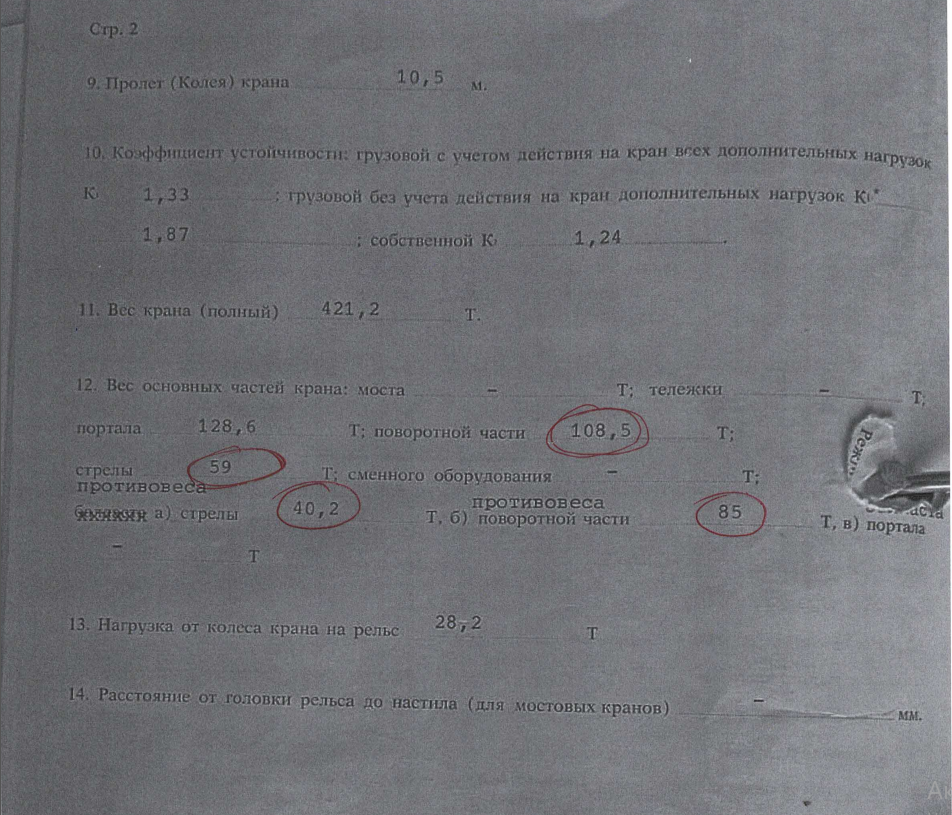 Стр. 2
9. Пролет (Колея) крана 10,5 м.
10. Коэффициент устойчивости: грузовой с учетом действия на кран всех дополнительных нагрузок
К₁ 1,33 ; грузовой без учета действия на кран дополнительных нагрузок К₁*
1,87 ; собственной К₂ 1,24 .
11. Вес крана (полный) 421,2 Т.
12. Вес основных частей крана: моста – Т; тележки – Т;
портала 128,6 Т; поворотной части 108,5 Т;
стрелы 59 Т; сменного оборудования – Т;
противовеса противовеса
а) стрелы 40,2 Т, б) поворотной части 85 Т, в) портала
– Т
13. Нагрузка от колеса крана на рельс 28,2 Т
14. Расстояние от головки рельса до настила (для мостовых кранов) – мм.